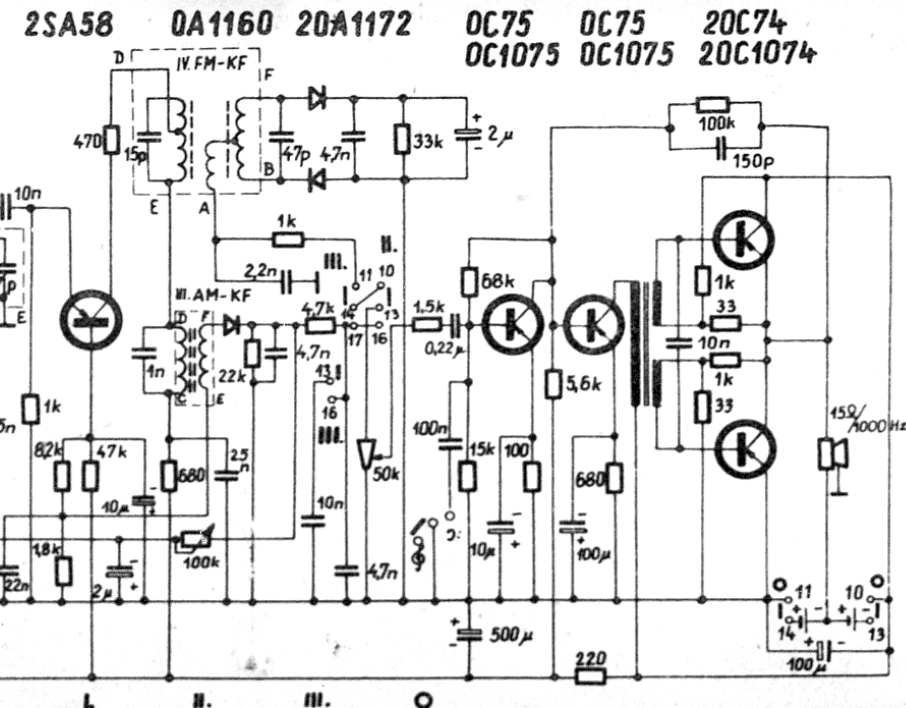 2SA58 0A1160 20A1172 0C75 0C75 20C74
0C1075 0C1075 20C1074
D IV. FM-KF F
470 15p 47p 4,7n 33k + 2µ -
100k
150p
B
E A
10n
1k
II.
III. 11 10
2,2n
68k
1k
p
E
III. AM-KF
D F
4,7k 14 13
17 16
1,5k
0,22µ
33
10n
1k
33
1n
22k
4,7n
C E
13 I
16
III.
5,6k
1k
5n
8,2k 47k
680
25n
50k
100n
15k 100
680
15Ω/1000Hz
10µ - +
10n
100k
10µ - +
100µ - +
1,8k
22n
2µ - +
4,7n
11 10
14 + - + - 13
+ -
100µ
+ -
500µ
220
I. II. III. O